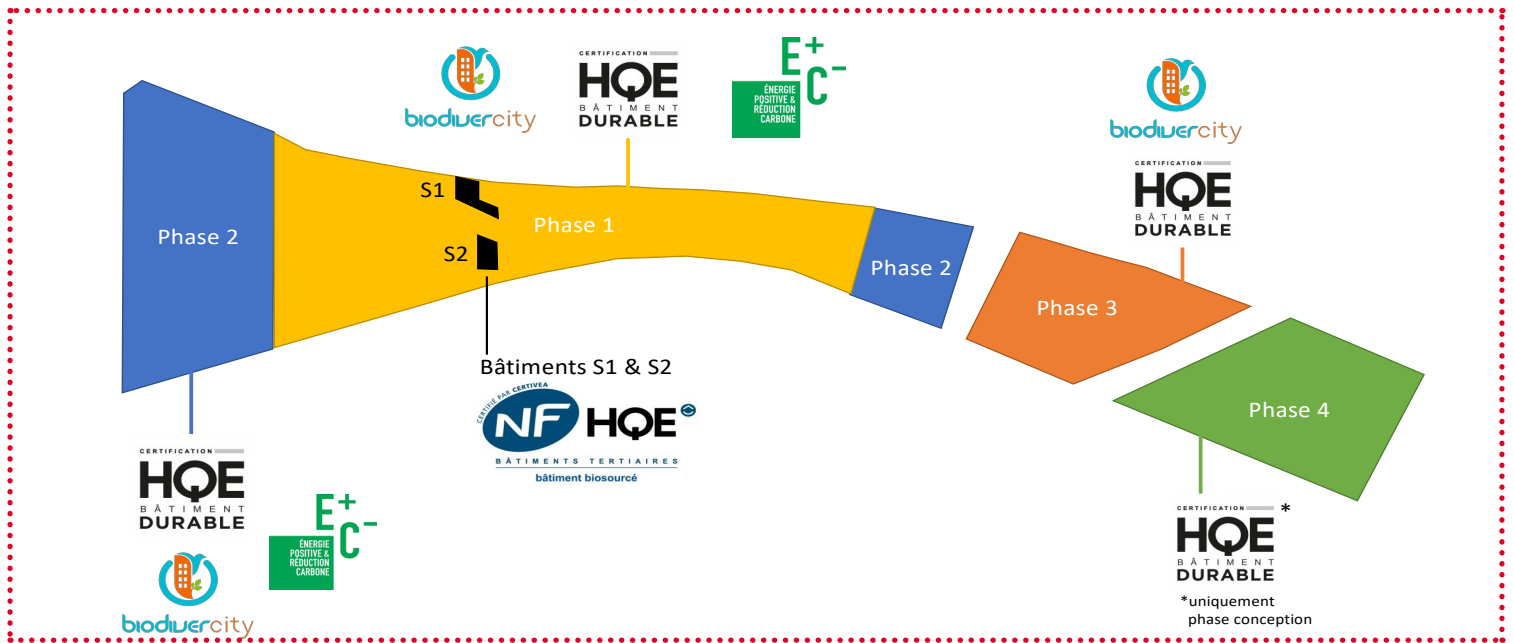 biodivercity
CERTIFICATION
HQE
BÂTIMENT
DURABLE
E+
C−
ÉNERGIE
POSITIVE &
RÉDUCTION
CARBONE
biodivercity
CERTIFICATION
HQE
BÂTIMENT
DURABLE
S1
S2
Phase 2
Phase 1
Phase 2
Phase 3
Phase 4
Bâtiments S1 & S2
CERTIFIÉ PAR CERTIVEA
NF HQE
BÂTIMENTS TERTIAIRES
bâtiment biosourcé
CERTIFICATION
HQE
BÂTIMENT
DURABLE
E+
C−
ÉNERGIE
POSITIVE &
RÉDUCTION
CARBONE
biodivercity
CERTIFICATION *
HQE
BÂTIMENT
DURABLE
*uniquement
phase conception